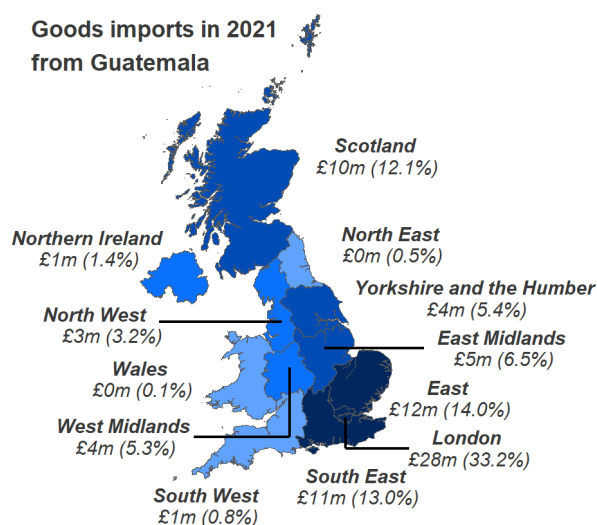 Goods imports in 2021
from Guatemala
Scotland
£10m (12.1%)
Northern Ireland
£1m (1.4%)
North East
£0m (0.5%)
Yorkshire and the Humber
£4m (5.4%)
North West
£3m (3.2%)
East Midlands
£5m (6.5%)
Wales
£0m (0.1%)
East
£12m (14.0%)
West Midlands
£4m (5.3%)
London
£28m (33.2%)
South East
£11m (13.0%)
South West
£1m (0.8%)